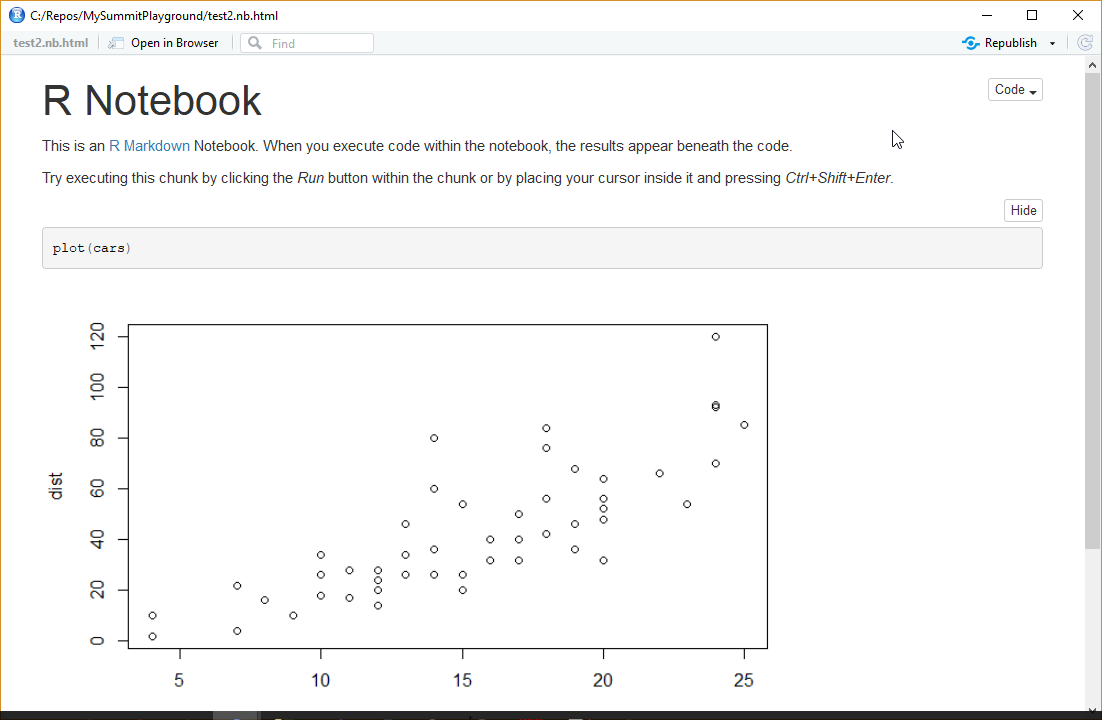 C:/Repos/MySummitPlayground/test2.nb.html
test2.nb.html Open in Browser Find Republish
R Notebook
Code
This is an R Markdown Notebook. When you execute code within the notebook, the results appear beneath the code.
Try executing this chunk by clicking the Run button within the chunk or by placing your cursor inside it and pressing Ctrl+Shift+Enter.
Hide
plot(cars)
120
100
80
60
40
20
0
dist
5 10 15 20 25